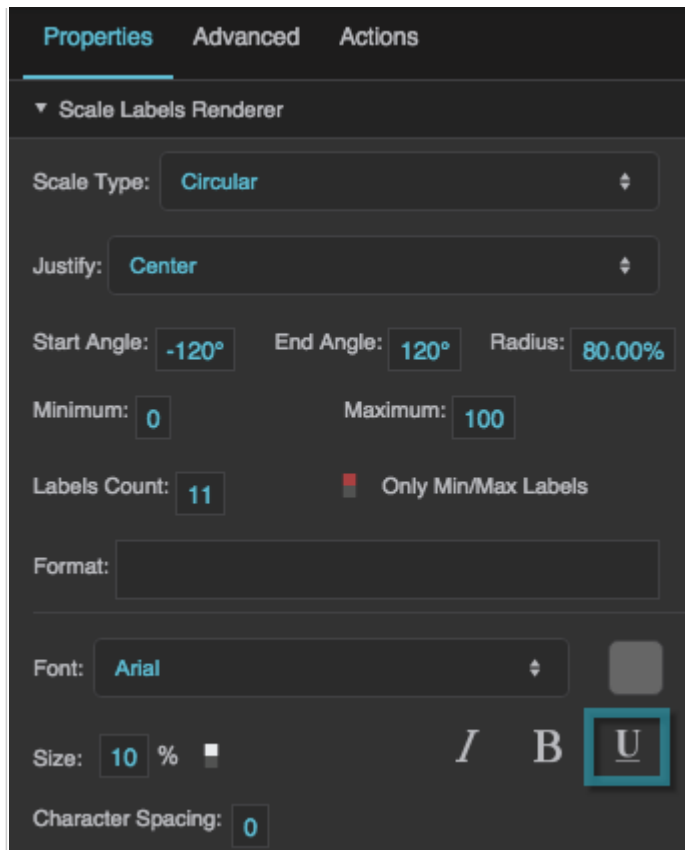 Properties Advanced Actions
Scale Labels Renderer
Scale Type: Circular
Justify: Center
Start Angle: -120° End Angle: 120° Radius: 80.00%
Minimum: 0 Maximum: 100
Labels Count: 11 Only Min/Max Labels
Format:
Font: Arial
Size: 10 % I B U
Character Spacing: 0